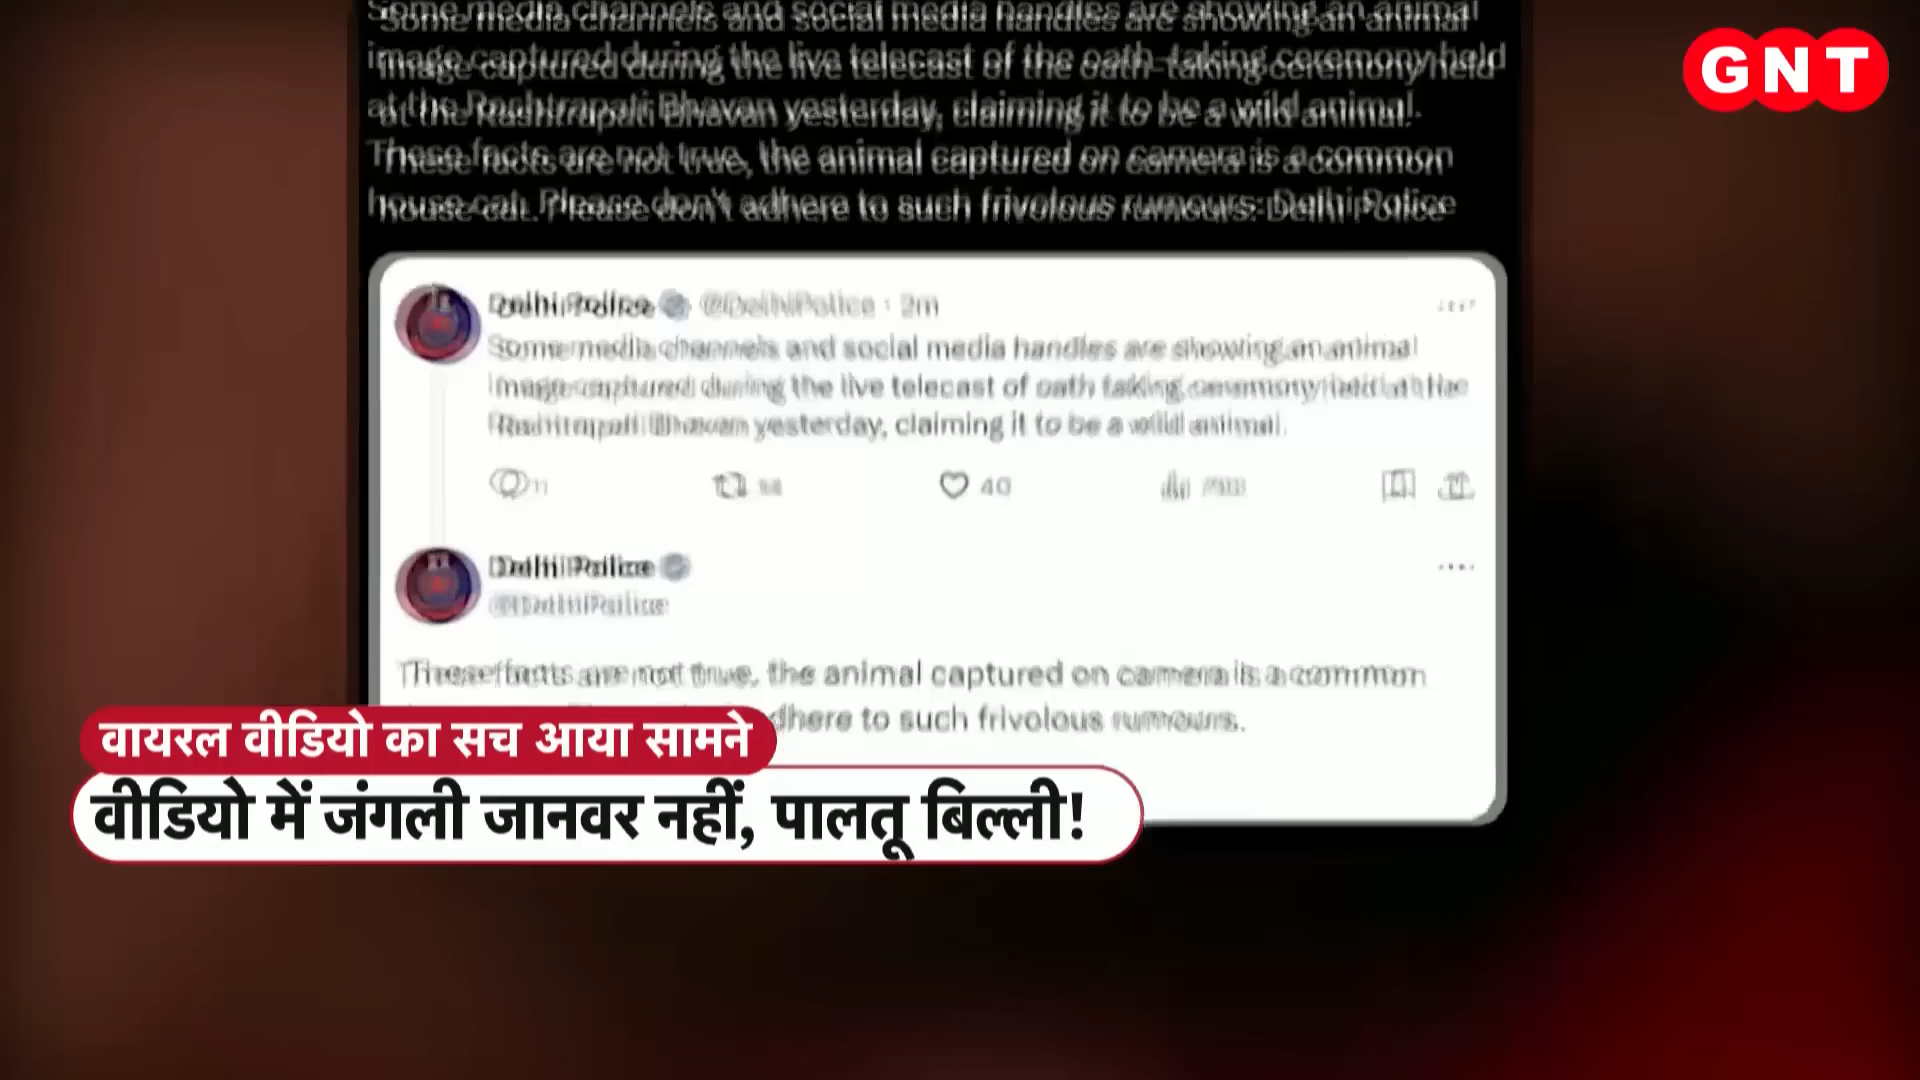 Some media channels and social media handles are showing an animal
image captured during the live telecast of the oath-taking ceremony held
at the Rashtrapati Bhavan yesterday, claiming it to be a wild animal.
These facts are not true, the animal captured on camera is a common
house cat. Please don't adhere to such frivolous rumours: Delhi Police
GNT
Delhi Police @DelhiPolice · 2m
Some media channels and social media handles are showing an animal
image captured during the live telecast of oath taking ceremony held at the
Rashtrapati Bhavan yesterday, claiming it to be a wild animal.
11 40
Delhi Police
@DelhiPolice
These facts are not true, the animal captured on camera is a common
adhere to such frivolous rumours.
वायरल वीडियो का सच आया सामने
वीडियो में जंगली जानवर नहीं, पालतू बिल्ली!